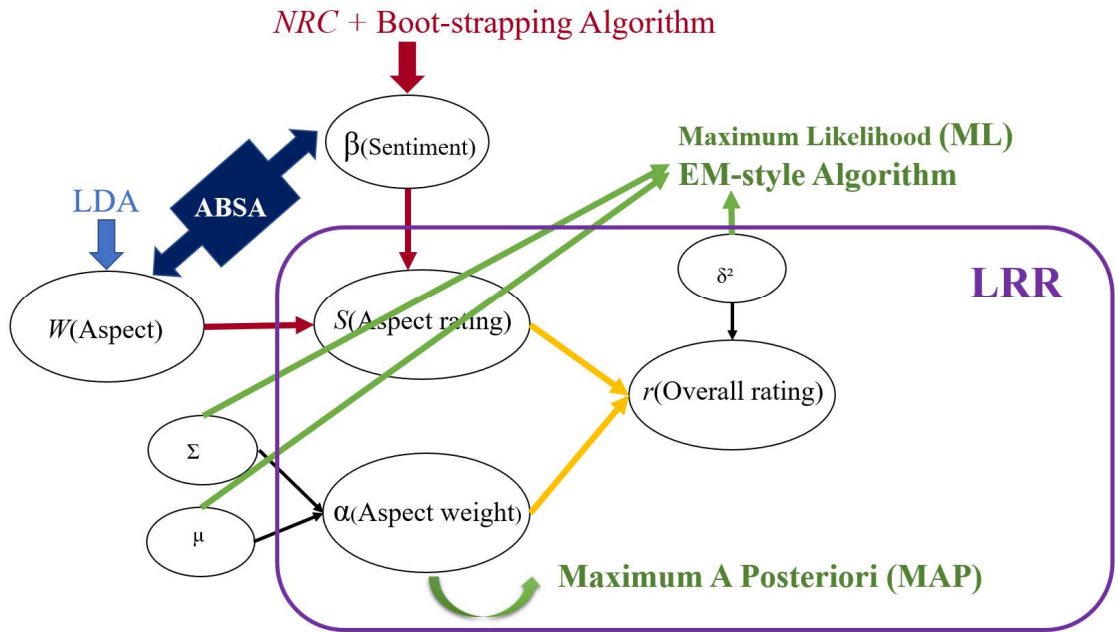 NRC + Boot-strapping Algorithm
β(Sentiment)
Maximum Likelihood (ML)
EM-style Algorithm
LDA
ABSA
δ²
LRR
W(Aspect)
S(Aspect rating)
r(Overall rating)
Σ
α(Aspect weight)
μ
Maximum A Posteriori (MAP)